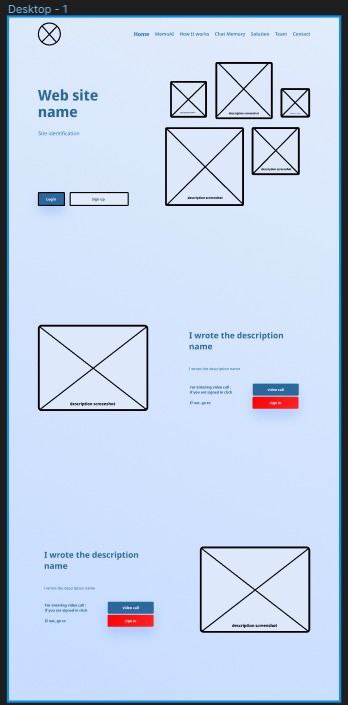 Desktop - 1
Home MemoAI How It works Chat Memory Solution Team Contact
Web site
name
Site identification
description screenshot
description screenshot
description screenshot
Login Sign up
I wrote the description
name
I wrote the description name
For entering video call :
If you are signed in click
video call
If not, go to
Sign in
description screenshot
I wrote the description
name
I wrote the description name
For entering video call :
If you are signed in click
video call
If not, go to
Sign in
description screenshot